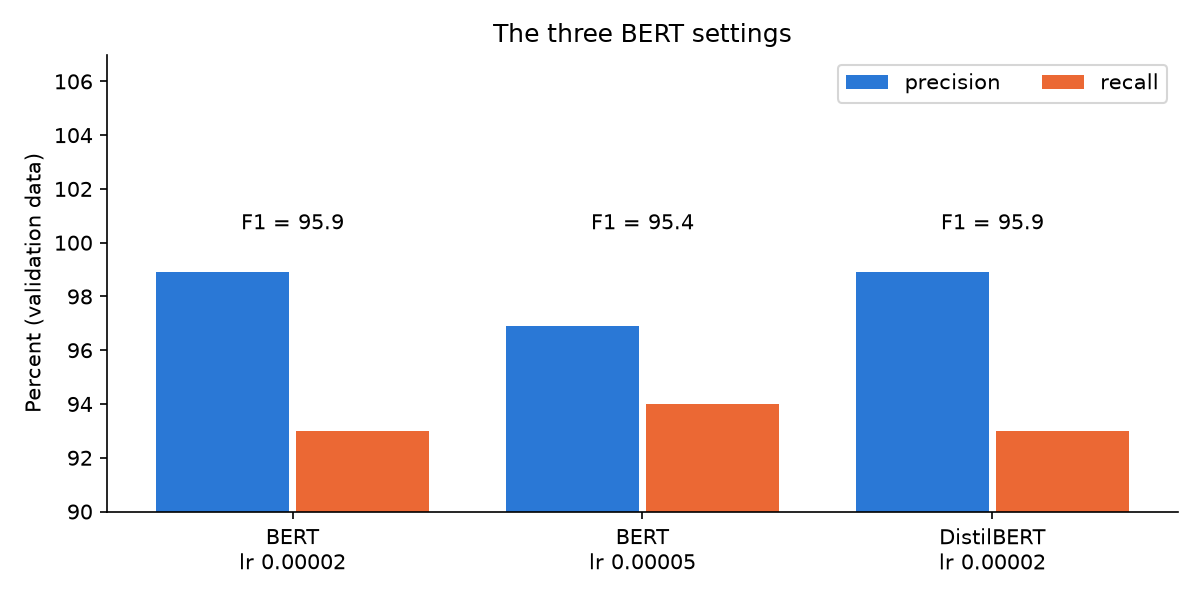 The three BERT settings
precision
recall
Percent (validation data)
106
104
102
100
98
96
94
92
90
F1 = 95.9
F1 = 95.4
F1 = 95.9
BERT
lr 0.00002
BERT
lr 0.00005
DistilBERT
lr 0.00002